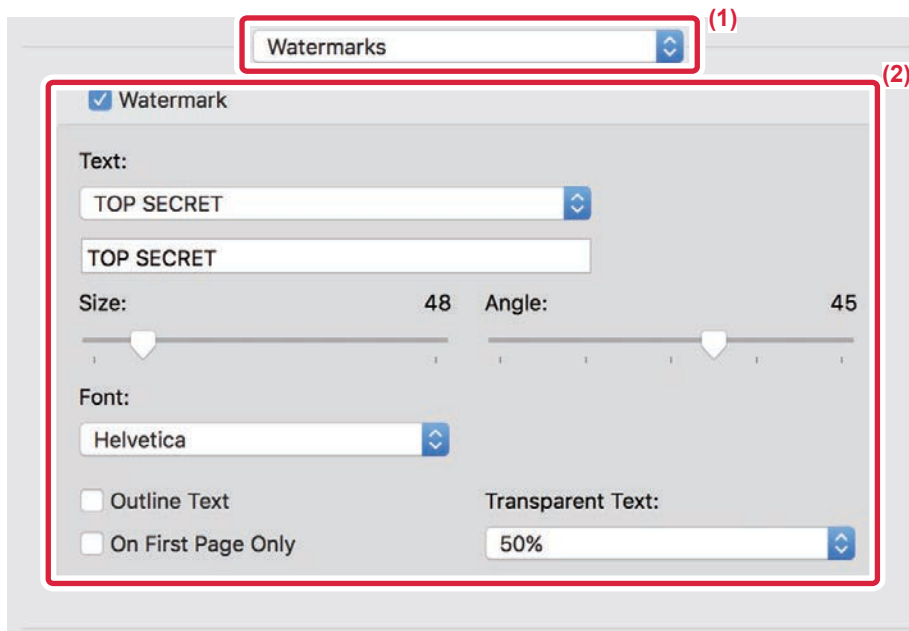 (1)
Watermarks
(2)
Watermark
Text:
TOP SECRET
TOP SECRET
Size: 48 Angle: 45
Font:
Helvetica
Outline Text Transparent Text:
On First Page Only 50%